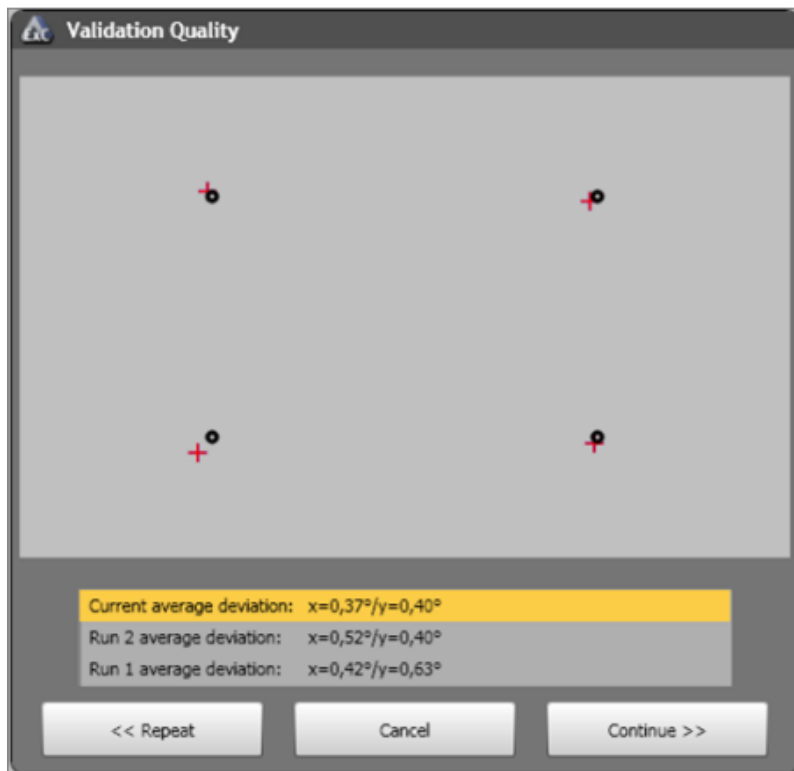 Validation Quality
Current average deviation: x=0,37°/y=0,40°
Run 2 average deviation: x=0,52°/y=0,40°
Run 1 average deviation: x=0,42°/y=0,63°
<< Repeat Cancel Continue >>